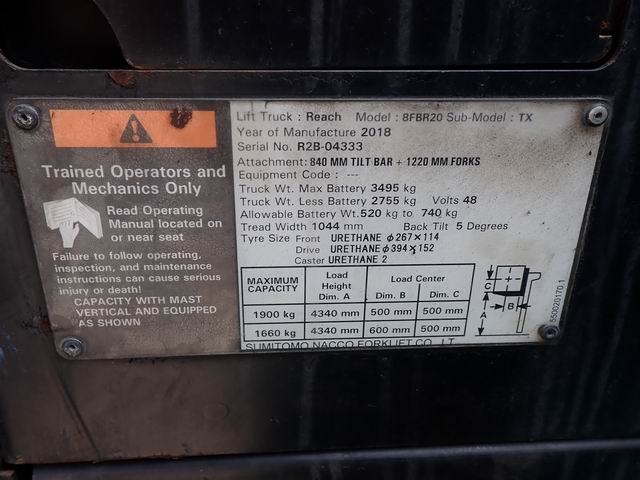 Trained Operators and
Mechanics Only
Read Operating
Manual located on
or near seat
Failure to follow operating,
inspection, and maintenance
instructions can cause serious
injury or death!
CAPACITY WITH MAST
VERTICAL AND EQUIPPED
AS SHOWN
Lift Truck : Reach Model : 8FBR20 Sub-Model : TX
Year of Manufacture 2018
Serial No. R2B-04333
Attachment: 840 MM TILT BAR + 1220 MM FORKS
Equipment Code : ---
Truck Wt. Max Battery 3495 kg
Truck Wt. Less Battery 2755 kg Volts 48
Allowable Battery Wt. 520 kg to 740 kg
Tread Width 1044 mm Back Tilt 5 Degrees
Tyre Size Front URETHANE ϕ267×114
Drive URETHANE ϕ394×152
Caster URETHANE 2
MAXIMUM CAPACITY Load Height Dim. A Load Center Dim. B Dim. C
1900 kg 4340 mm 500 mm 500 mm
1660 kg 4340 mm 600 mm 500 mm
C
B
A
550020170.1
SUMITOMO NACCO FORKLIFT CO., LT